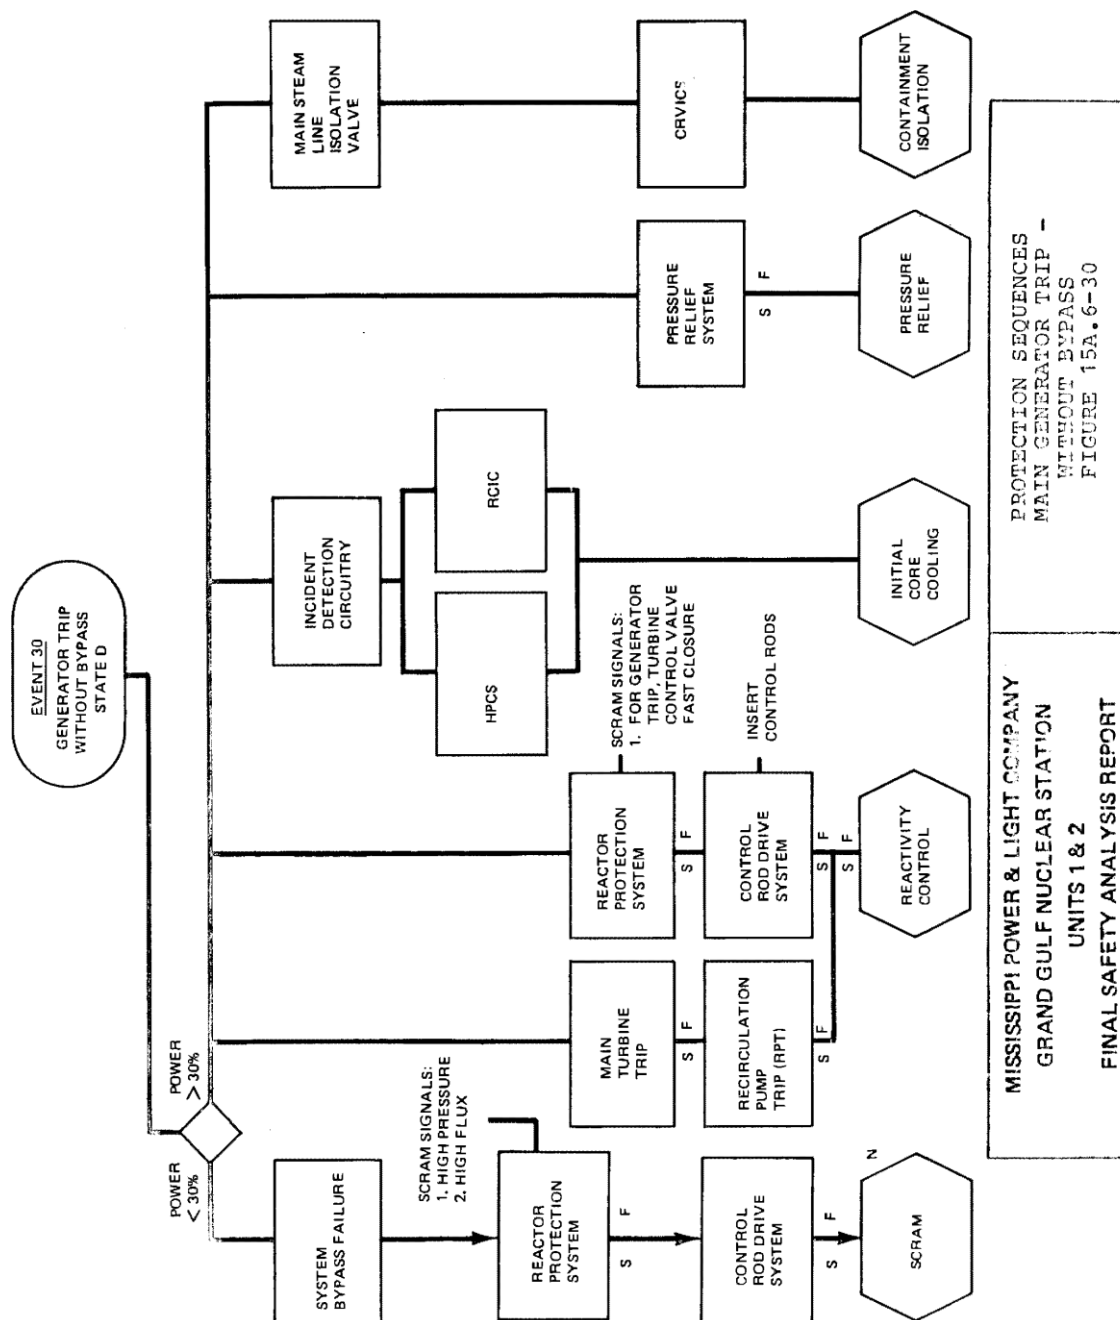 EVENT 30
GENERATOR TRIP
WITHOUT BYPASS
STATE D
POWER
< 30%
POWER
> 30%
SYSTEM
BYPASS FAILURE
SCRAM SIGNALS:
1. HIGH PRESSURE
2. HIGH FLUX
REACTOR
PROTECTION
SYSTEM
S F
CONTROL
ROD DRIVE
SYSTEM
S F
N
SCRAM
MAIN
TURBINE
TRIP
S F
RECIRCULATION
PUMP
TRIP (RPT)
S F
REACTOR
PROTECTION
SYSTEM
SCRAM SIGNALS:
1. FOR GENERATOR
TRIP, TURBINE
CONTROL VALVE
FAST CLOSURE
S F
CONTROL
ROD DRIVE
SYSTEM
INSERT
CONTROL RODS
S F
S F
REACTIVITY
CONTROL
INCIDENT
DETECTION
CIRCUITRY
HPCS
RCIC
INITIAL
CORE
COOLING
PRESSURE
RELIEF
SYSTEM
S F
PRESSURE
RELIEF
MAIN STEAM
LINE
ISOLATION
VALVE
CRVICS
CONTAINMENT
ISOLATION
MISSISSIPPI POWER & LIGHT COMPANY
GRAND GULF NUCLEAR STATION
UNITS 1 & 2
FINAL SAFETY ANALYSIS REPORT
PROTECTION SEQUENCES
MAIN GENERATOR TRIP -
WITHOUT BYPASS
FIGURE 15A.6-30